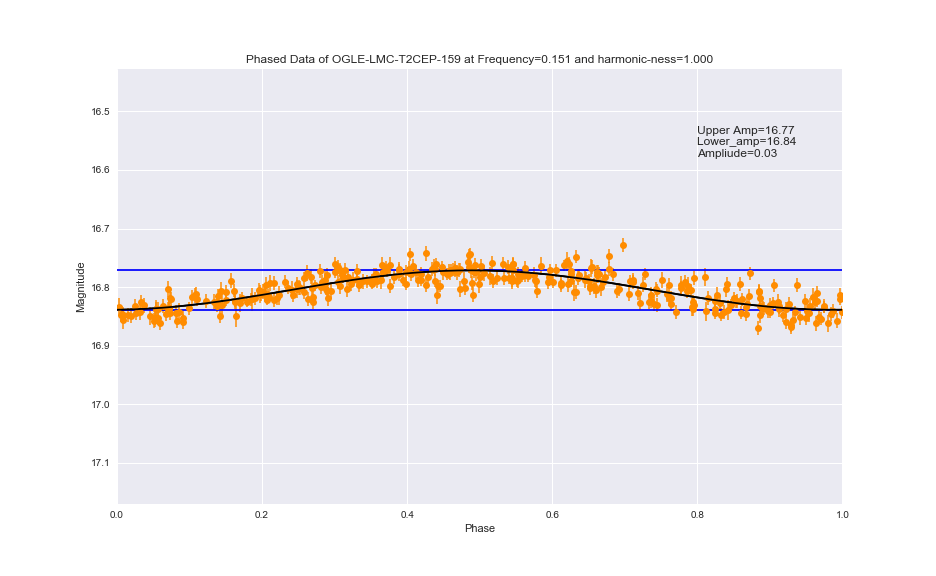 Phased Data of OGLE-LMC-T2CEP-159 at Frequency=0.151 and harmonic-ness=1.000
16.5
Upper Amp=16.77
Lower_amp=16.84
Ampliude=0.03
16.6
16.7
16.8
16.9
17.0
17.1
Magnitude
0.0 0.2 0.4 0.6 0.8 1.0
Phase